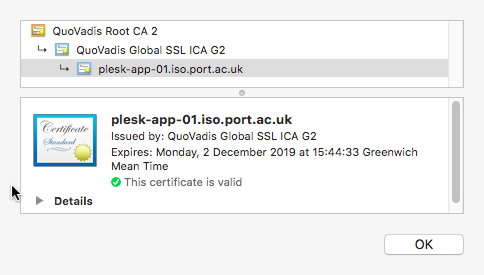 QuoVadis Root CA 2
QuoVadis Global SSL ICA G2
plesk-app-01.iso.port.ac.uk
Certificate
Standard
plesk-app-01.iso.port.ac.uk
Issued by: QuoVadis Global SSL ICA G2
Expires: Monday, 2 December 2019 at 15:44:33 Greenwich
Mean Time
This certificate is valid
Details
OK